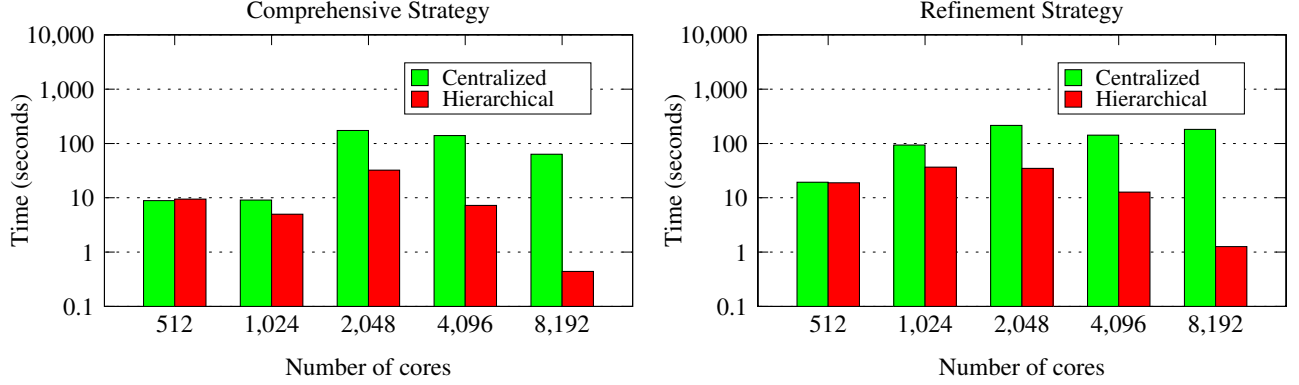 Comprehensive Strategy
Time (seconds)
10,000
1,000
100
10
1
0.1
Centralized
Hierarchical
512 1,024 2,048 4,096 8,192
Number of cores
Refinement Strategy
Time (seconds)
10,000
1,000
100
10
1
0.1
Centralized
Hierarchical
512 1,024 2,048 4,096 8,192
Number of cores